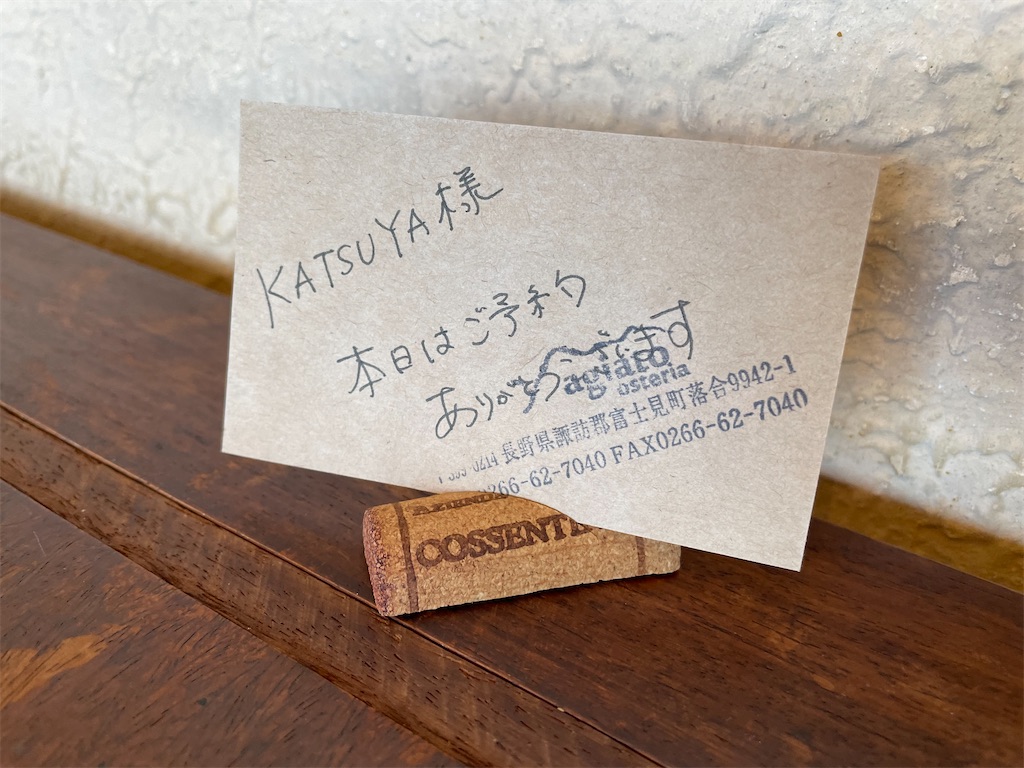 KATSUYA様
本日はご予約
ありがとうございます
agiato
osteria
長野県諏訪郡富士見町落合9942-1
0266-62-7040 FAX0266-62-7040